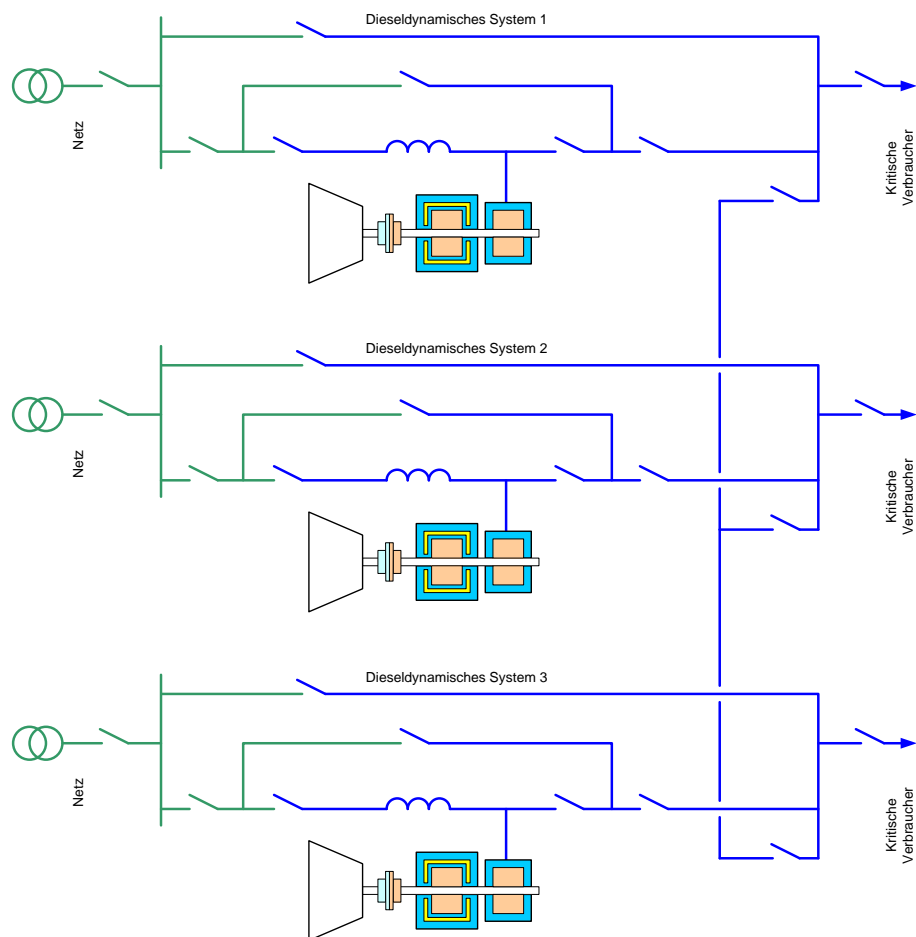 Dieseldynamisches System 1
Netz
Kritische
Verbraucher
Dieseldynamisches System 2
Netz
Kritische
Verbraucher
Dieseldynamisches System 3
Netz
Kritische
Verbraucher